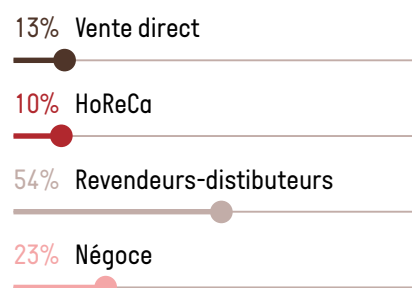 13% Vente direct
10% HoReCa
54% Revendeurs-distibuteurs
23% Négoce